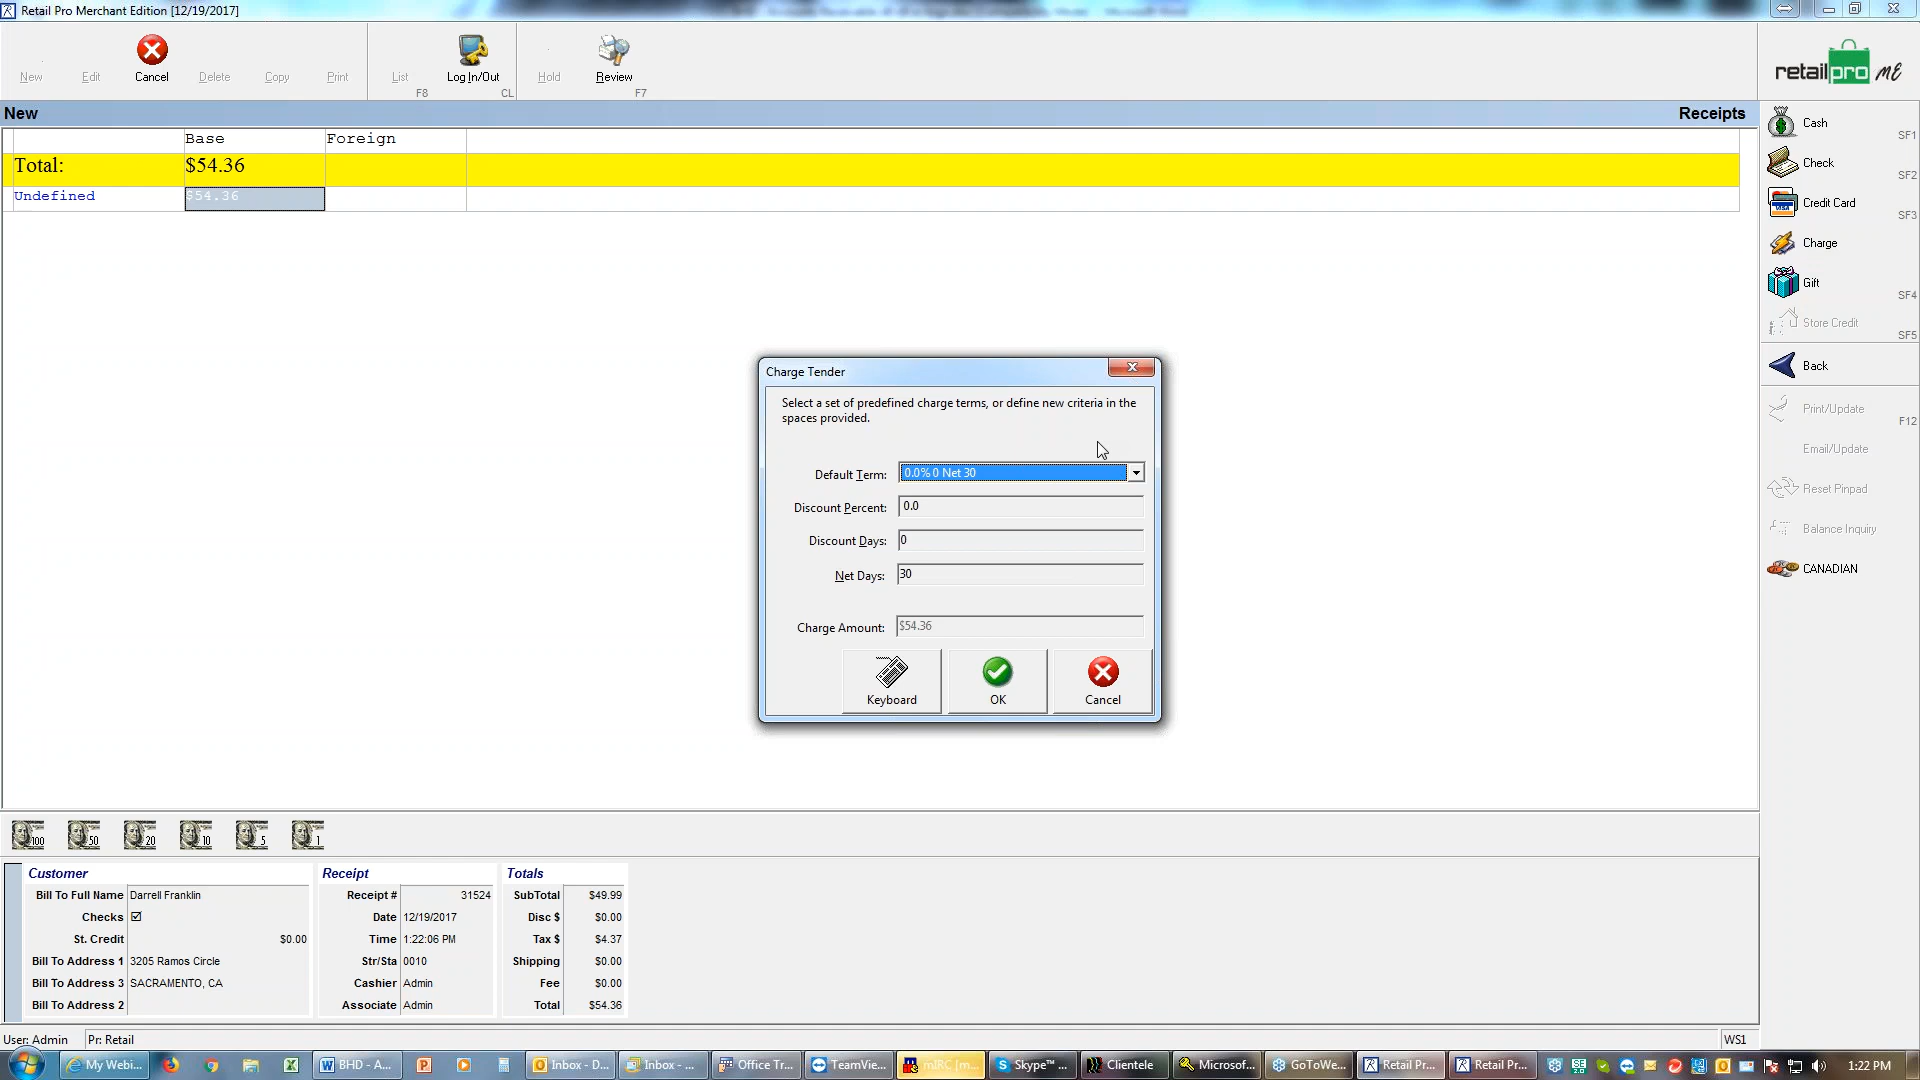 Retail Pro Merchant Edition [12/19/2017]
New Edit Cancel Delete Copy Print List Log In/Out Hold Review
F8 CL F7
retailpro ME
New Receipts
Base Foreign
Total: $54.36
Undefined $54.36
Cash SF1
Check SF2
Credit Card SF3
Charge
Gift SF4
Store Credit SF5
Back
Print/Update F12
Email/Update
Reset Pinpad
Balance Inquiry
CANADIAN
Charge Tender
Select a set of predefined charge terms, or define new criteria in the
spaces provided.
Default Term: 0.0% 0 Net 30
Discount Percent: 0.0
Discount Days: 0
Net Days: 30
Charge Amount: $54.36
Keyboard OK Cancel
100 50 20 10 5 1
Customer Receipt Totals
Bill To Full Name Darrell Franklin Receipt # 31524 SubTotal $49.99
Checks Date 12/19/2017 Disc $ $0.00
St. Credit $0.00 Time 1:22:06 PM Tax $ $4.37
Bill To Address 1 3205 Ramos Circle Str/Sta 0010 Shipping $0.00
Bill To Address 3 SACRAMENTO, CA Cashier Admin Fee $0.00
Bill To Address 2 Associate Admin Total $54.36
User: Admin Pr: Retail WS1
My Webi... BHD - A... Inbox - D... Inbox - ... Office Tr... TeamVie... mIRC [m... Skype™ ... Clientele Microsof... GoToWe... Retail Pr... Retail Pr... 1:22 PM